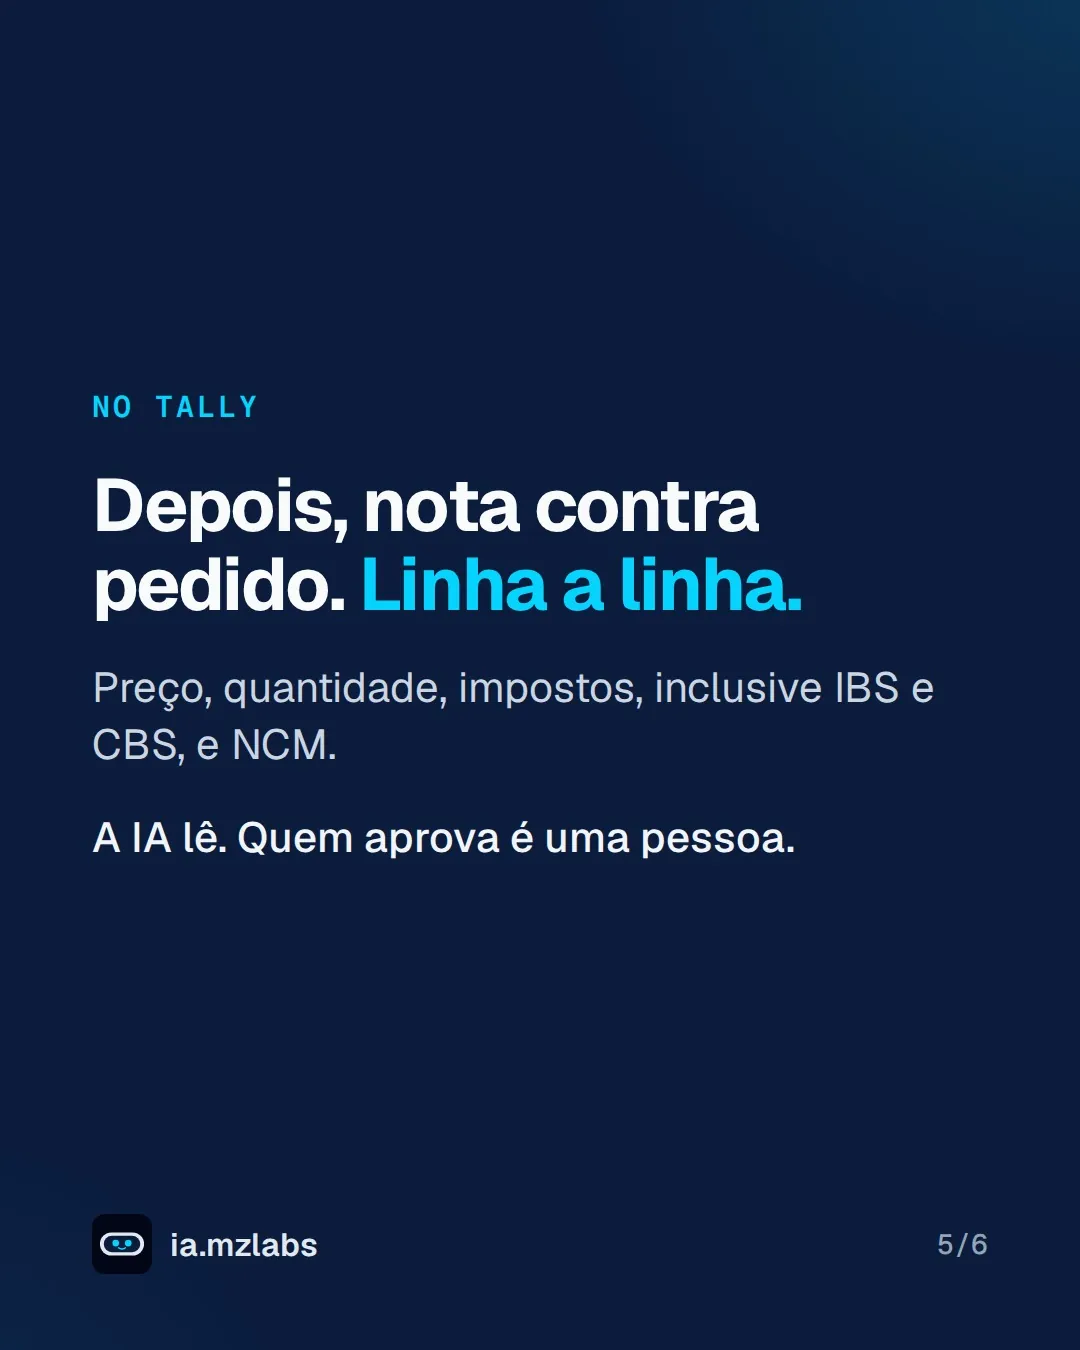 NO TALLY
Depois, nota contra
pedido. Linha a linha.
Preço, quantidade, impostos, inclusive IBS e
CBS, e NCM.
A IA lê. Quem aprova é uma pessoa.
ia.mzlabs
5/6